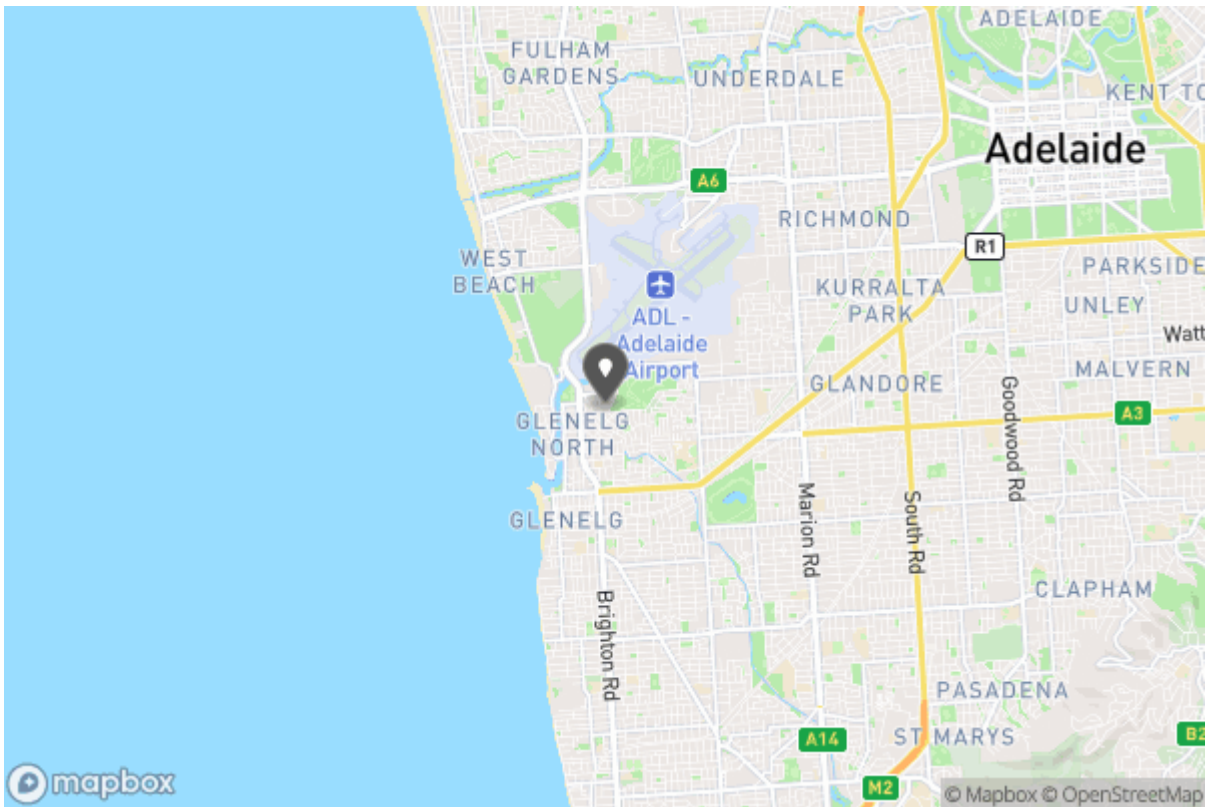 ADELAIDE
FULHAM
GARDENS
UNDERDALE
KENT TO
Adelaide
A6
RICHMOND
R1
WEST
BEACH
PARKSIDE
KURRALTA
PARK
UNLEY
ADL -
Adelaide
Airport
Watt
MALVERN
GLANDORE
Goodwood Rd
A3
GLENELG
NORTH
Marion Rd
South Rd
GLENELG
CLAPHAM
Brighton Rd
PASADENA
A14
ST MARYS
B2
mapbox
M2
© Mapbox © OpenStreetMap